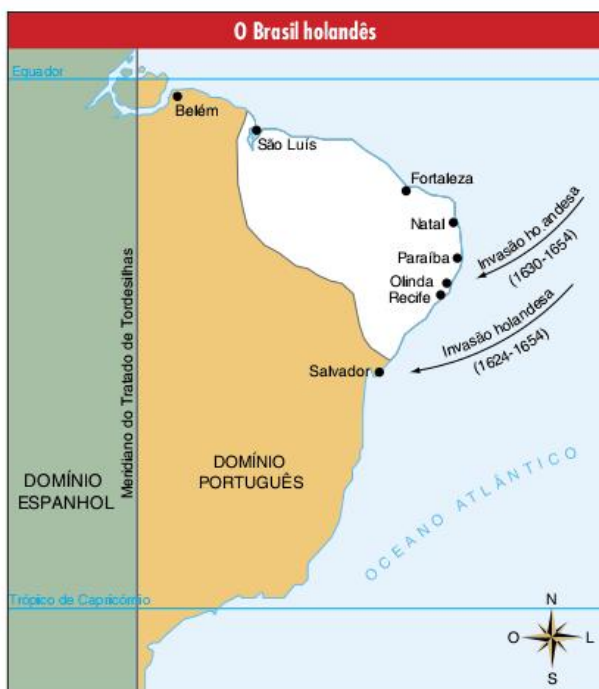 O Brasil holandês
Equador
Belém
São Luís
Fortaleza
Natal
Paraíba
Olinda
Recife
Invasão holandesa
(1630-1654)
Invasão holandesa
(1624-1654)
Salvador
Meridiano do Tratado de Tordesilhas
DOMÍNIO
ESPANHOL
DOMÍNIO
PORTUGUÊS
OCEANO ATLÂNTICO
Trópico de Capricórnio
N
O
L
S